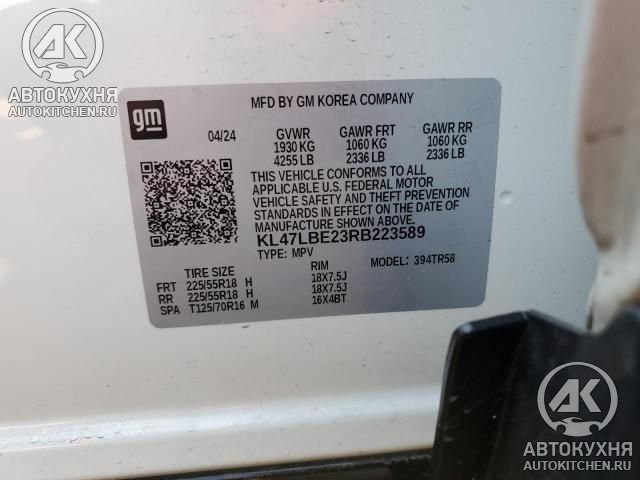 AK
АВТОКУХНЯ
AUTOKITCHEN.RU
gm
MFD BY GM KOREA COMPANY
04/24 GVWR GAWR FRT GAWR RR
1930 KG 1060 KG 1060 KG
4255 LB 2336 LB 2336 LB
THIS VEHICLE CONFORMS TO ALL
APPLICABLE U.S. FEDERAL MOTOR
VEHICLE SAFETY AND THEFT PREVENTION
STANDARDS IN EFFECT ON THE DATE OF
MANUFACTURE SHOWN ABOVE.
KL47LBE23RB223589
TYPE: MPV MODEL: 394TR58
TIRE SIZE RIM
FRT 225/55R18 H 18X7.5J
RR 225/55R18 H 18X7.5J
SPA T125/70R16 M 16X4BT
AK
АВТОКУХНЯ
AUTOKITCHEN.RU